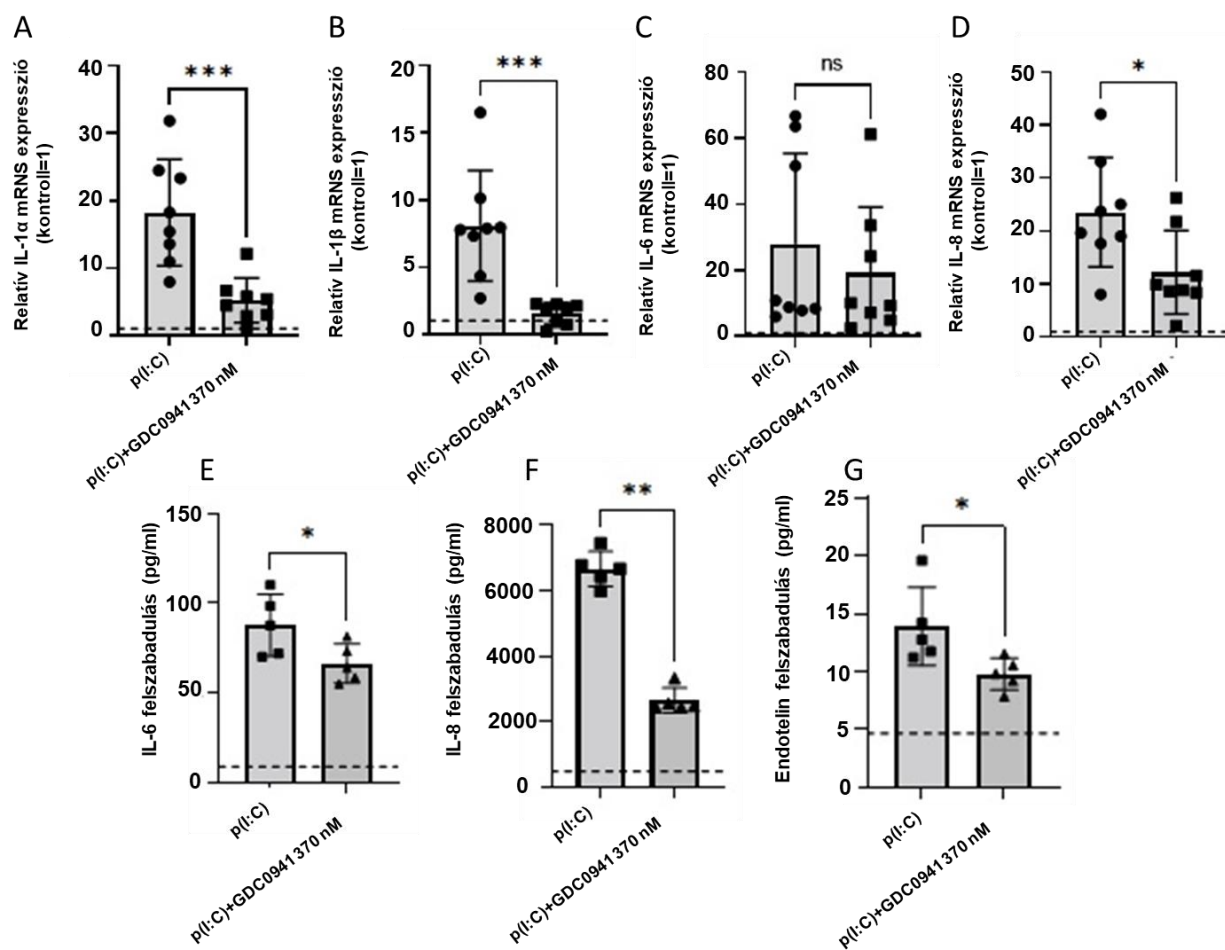 A
Relatív IL-1α mRNS expresszió
(kontroll=1)
40
30
20
10
0
***
p(I:C)
p(I:C)+GDC0941 370 nM
B
Relatív IL-1β mRNS expresszió
(kontroll=1)
20
15
10
5
0
***
p(I:C)
p(I:C)+GDC0941 370 nM
C
Relatív IL-6 mRNS expresszió
(kontroll=1)
80
60
40
20
0
ns
p(I:C)
p(I:C)+GDC0941 370 nM
D
Relatív IL-8 mRNS expresszió
(kontroll=1)
50
40
30
20
10
0
*
p(I:C)
p(I:C)+GDC0941 370 nM
E
IL-6 felszabadulás (pg/ml)
150
100
50
0
*
p(I:C)
p(I:C)+GDC0941 370 nM
F
IL-8 felszabadulás (pg/ml)
8000
6000
4000
2000
0
**
p(I:C)
p(I:C)+GDC0941 370 nM
G
Endotelin felszabadulás (pg/ml)
25
20
15
10
5
0
*
p(I:C)
p(I:C)+GDC0941 370 nM